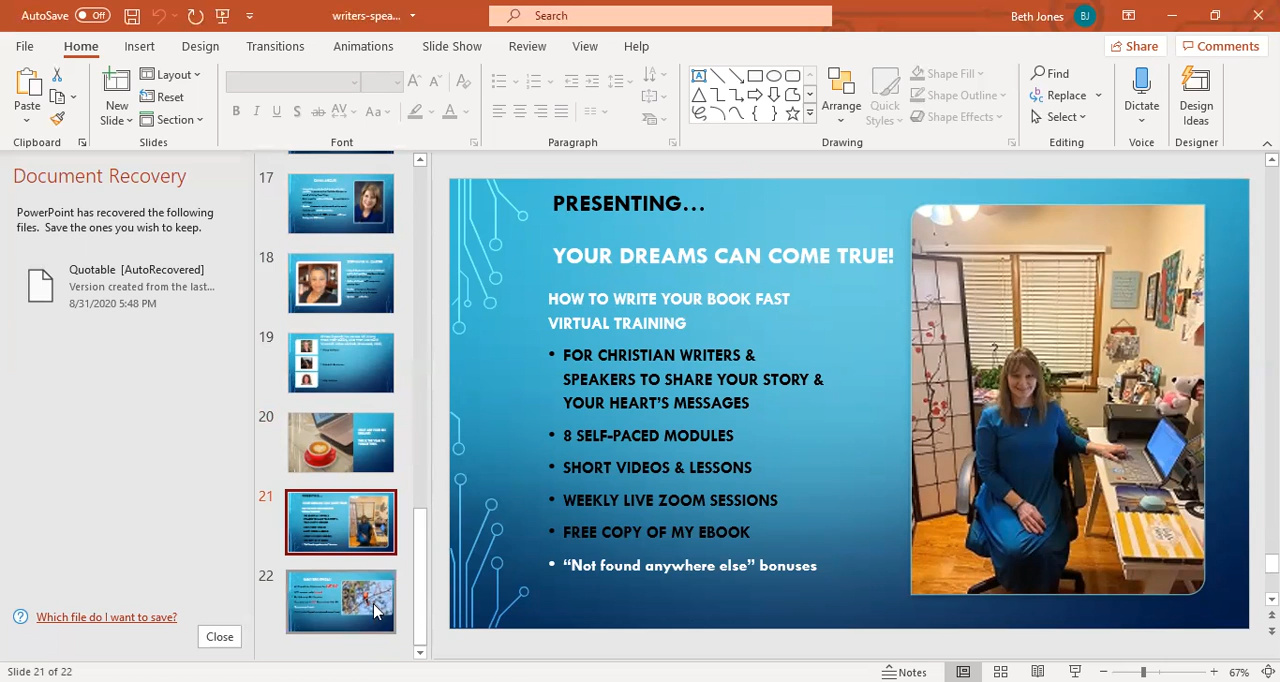 AutoSave Off
writers-spea...
Search
Beth Jones
BJ
File Home Insert Design Transitions Animations Slide Show Review View Help
Share
Comments
Paste
New
Slide
Layout
Reset
Section
Find
Replace
Select
Arrange
Quick
Styles
Shape Fill
Shape Outline
Shape Effects
Dictate
Design
Ideas
Clipboard
Slides
Font
Paragraph
Drawing
Editing
Voice
Designer
Document Recovery
PowerPoint has recovered the following
files. Save the ones you wish to keep.
Quotable [AutoRecovered]
Version created from the last...
8/31/2020 5:48 PM
Which file do I want to save?
Close
17
18
19
20
21
22
PRESENTING...
YOUR DREAMS CAN COME TRUE!
HOW TO WRITE YOUR BOOK FAST
VIRTUAL TRAINING
• FOR CHRISTIAN WRITERS &
SPEAKERS TO SHARE YOUR STORY &
YOUR HEART'S MESSAGES
• 8 SELF-PACED MODULES
• SHORT VIDEOS & LESSONS
• WEEKLY LIVE ZOOM SESSIONS
• FREE COPY OF MY EBOOK
• “Not found anywhere else” bonuses
Slide 21 of 22
Notes
67%